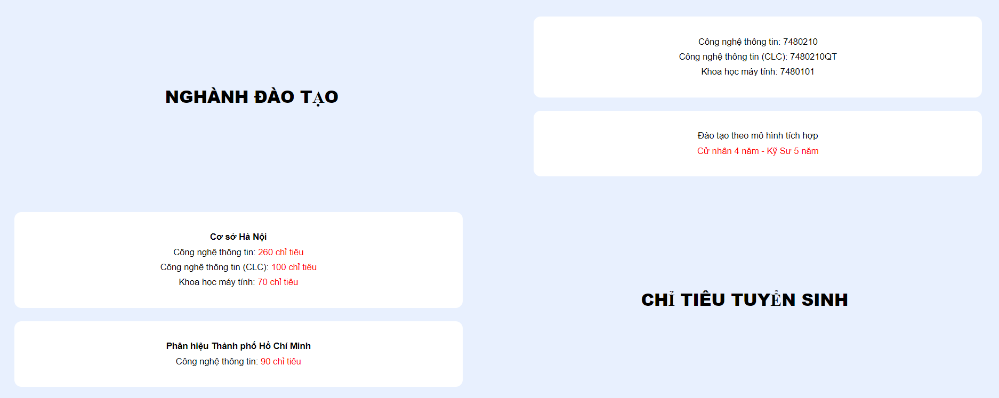 NGHÀNH ĐÀO TẠO
Công nghệ thông tin: 7480210
Công nghệ thông tin (CLC): 7480210QT
Khoa học máy tính: 7480101
Đào tạo theo mô hình tích hợp
Cử nhân 4 năm - Kỹ Sư 5 năm
Cơ sở Hà Nội
Công nghệ thông tin: 260 chỉ tiêu
Công nghệ thông tin (CLC): 100 chỉ tiêu
Khoa học máy tính: 70 chỉ tiêu
Phân hiệu Thành phố Hồ Chí Minh
Công nghệ thông tin: 90 chỉ tiêu
CHỈ TIÊU TUYỂN SINH